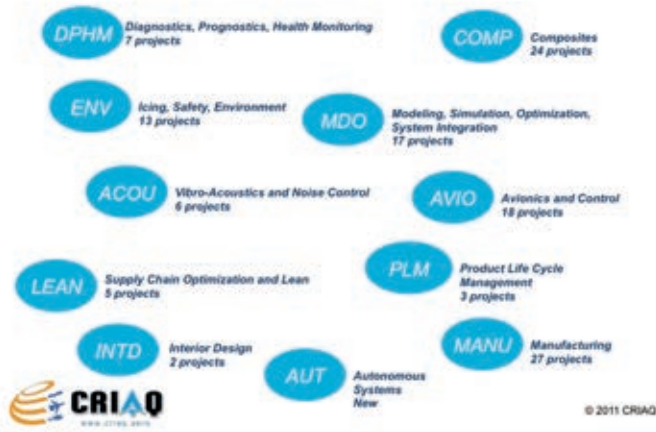 DPHM
Diagnostics, Prognostics, Health Monitoring
7 projects
COMP
Composites
24 projects
ENV
Icing, Safety, Environment
13 projects
MDO
Modeling, Simulation, Optimization,
System Integration
17 projects
ACOU
Vibro-Acoustics and Noise Control
6 projects
AVIO
Avionics and Control
18 projects
LEAN
Supply Chain Optimization and Lean
5 projects
PLM
Product Life Cycle
Management
3 projects
INTD
Interior Design
2 projects
AUT
Autonomous
Systems
New
MANU
Manufacturing
27 projects
CRIAQ
www.criaq.aero
© 2011 CRIAQ